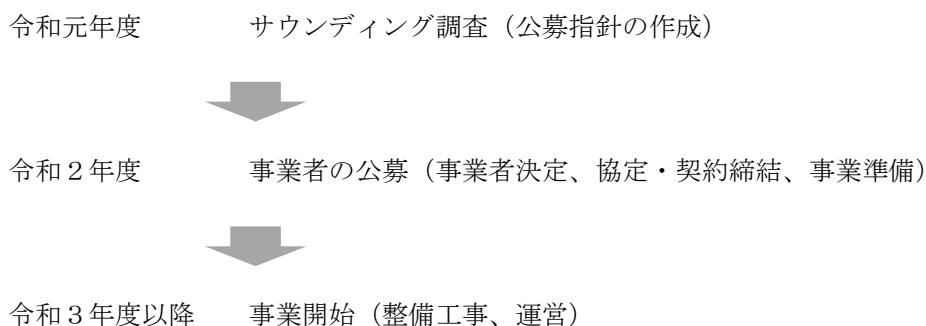 令和元年度 サウンディング調査（公募指針の作成）
令和２年度 事業者の公募（事業者決定、協定・契約締結、事業準備）
令和３年度以降 事業開始（整備工事、運営）